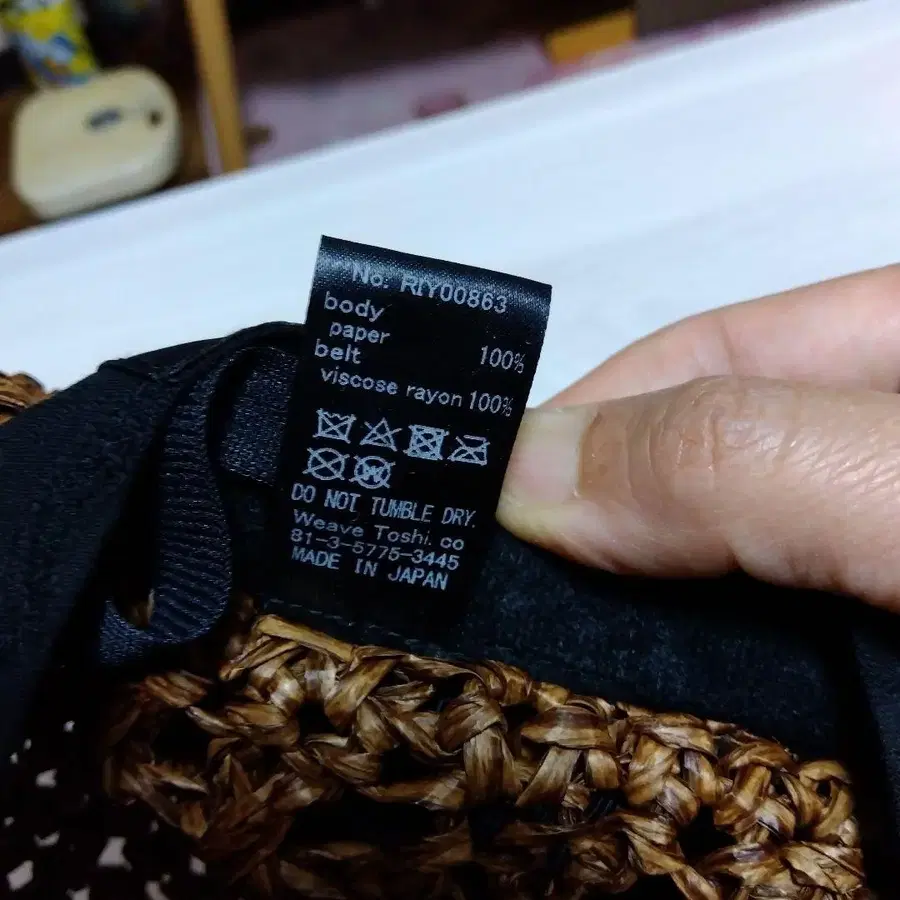 No. RIY00863
body
paper 100%
belt
viscose rayon 100%
DO NOT TUMBLE DRY.
Weave Toshi. co
81-3-5775-3445
MADE IN JAPAN